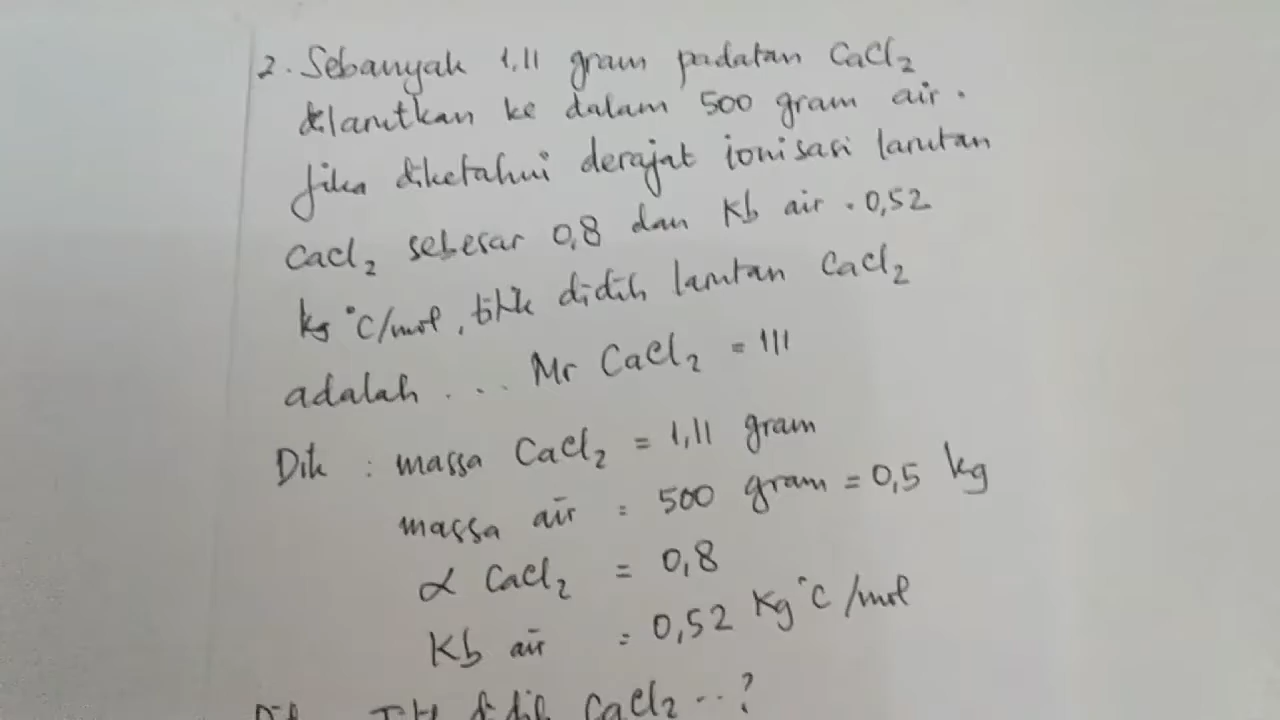 2. Sebanyak 1,11 gram padatan CaCl2
dilarutkan ke dalam 500 gram air.
Jika diketahui derajat ionisasi larutan
CaCl2 sebesar 0,8 dan Kb air = 0,52
kg °C/mol, titik didih larutan CaCl2
adalah ... Mr CaCl2 = 111
Dik : massa CaCl2 = 1,11 gram
massa air = 500 gram = 0,5 kg
α CaCl2 = 0,8
Kb air = 0,52 Kg °C/mol
Dit Titik didih CaCl2 ...?